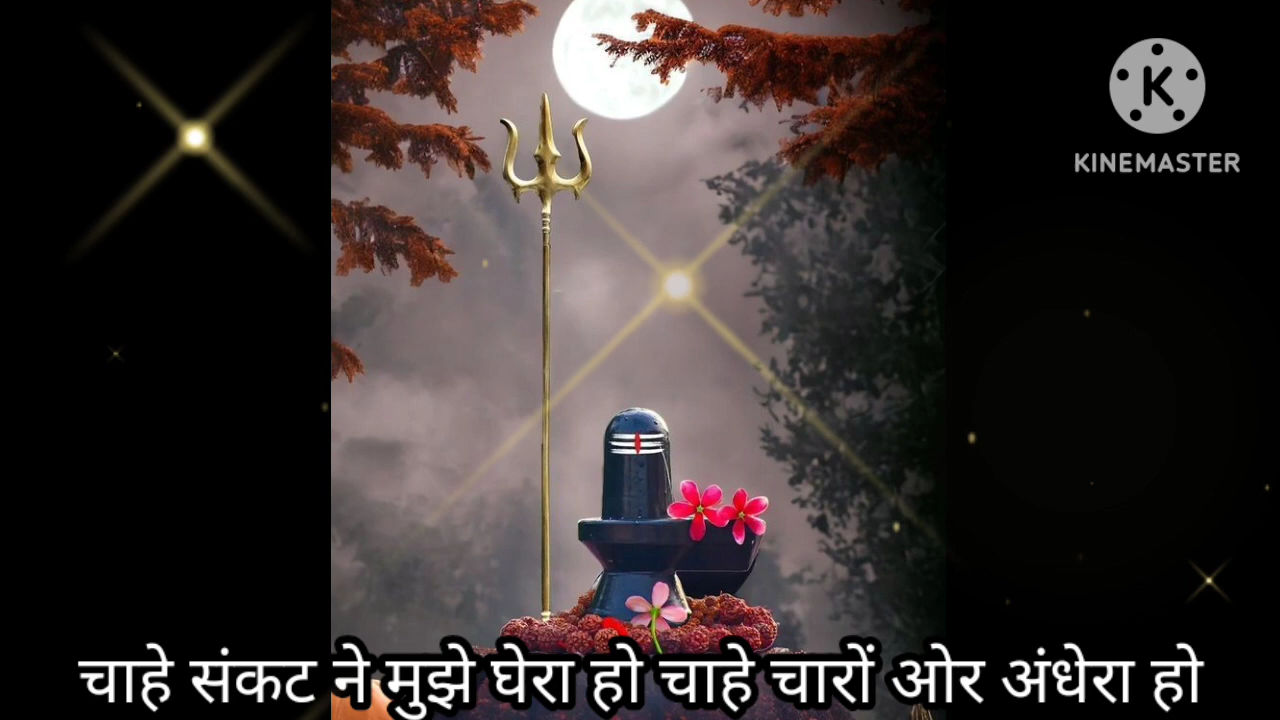 K
KINEMASTER
चाहे संकट ने मुझे घेरा हो चाहे चारों ओर अंधेरा हो